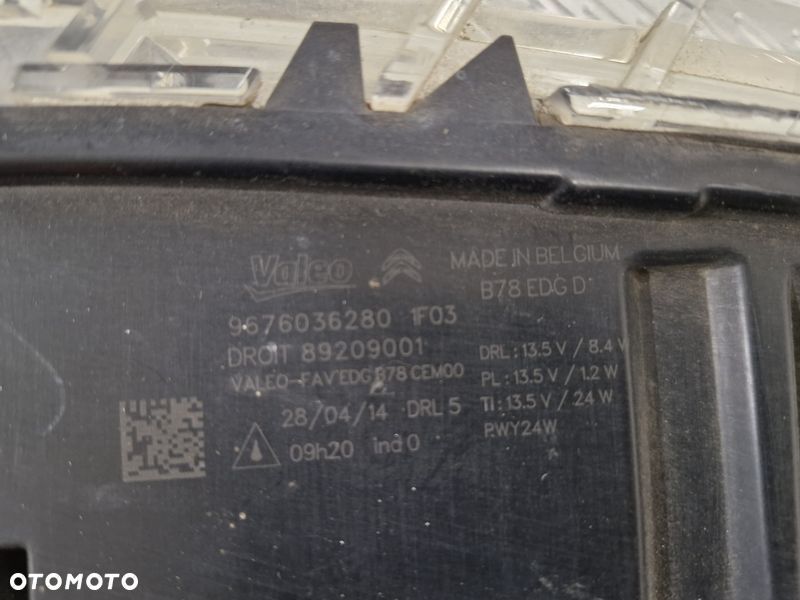 Valeo
MADE IN BELGIUM
B78 EDG D
9676036280 1F03
DROIT 89209001
VALEO-FAV EDG B78 CEM00
28/04/14 DRL 5
09h20 ind 0
DRL : 13.5 V / 8.4 W
PL : 13.5 V / 1.2 W
TI : 13.5 V / 24 W
PWY24W
OTOMOTO